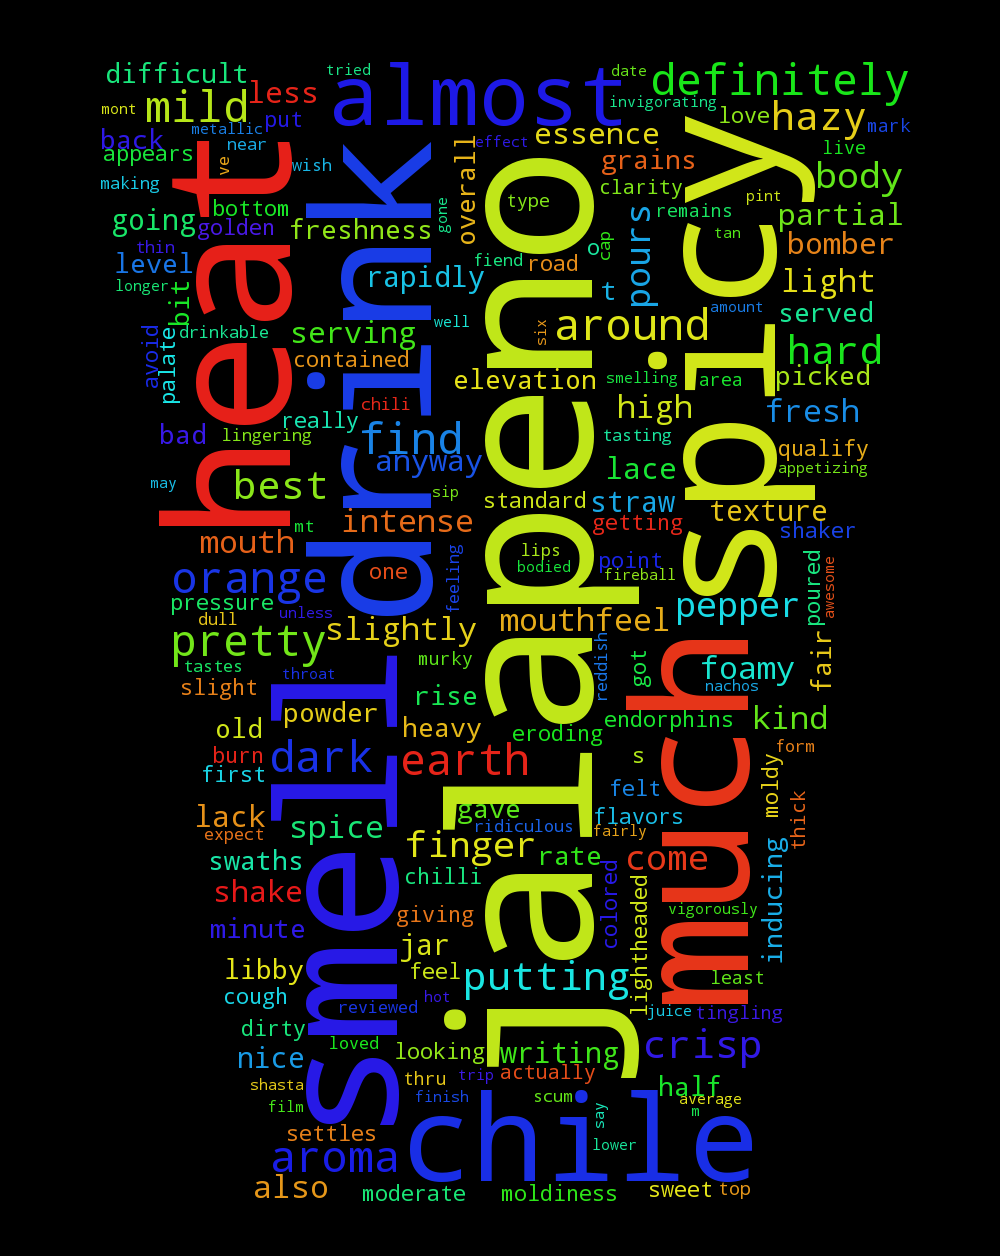 difficult
less
tried
almost
date
definitely
mont
mild
put
invigorating
love
hazy
mark
back
metallic
near
effect
essence
live
appears
ve
wish
overall
grains
body
making
heat
drink
jalapeno
spicy
clarity
pint
going
bottom
gone
type
remains
partial
golden
freshness
pours
tan
thin
o
cap
bomber
level
rapidly
fiend
road
light
longer
bit
t
amount
served
avoid
palate
drinkable
serving
well
six
around
hard
contained
elevation
smelling
area
picked
chili
high
fresh
bad
lingering
really
find
tasting
qualify
anyway
lace
appetizing
may
best
sip
standard
straw
texture
mt
intense
getting
shaker
mouth
lips
point
orange
one
feeling
bodied
fireball
poured
awesome
pressure
unless
pepper
dull
slightly
mouthfeel
much
pretty
murky
reddish
got
foamy
fair
tastes
throat
nachos
slight
rise
powder
endorphins
kind
old
heavy
eroding
burn
dark
earth
s
form
first
smell
felt
moldy
thick
lack
gave
flavors
expect
spice
ridiculous
fairly
swaths
finger
rate
come
inducing
shake
chilli
colored
lightheaded
vigorously
minute
giving
jar
libby
feel
putting
least
cough
reviewed
hot
juice
tingling
dirty
loved
looking
writing
crisp
nice
shasta
thru
trip
actually
half
film
finish
scum
average
settles
chile
say
m
aroma
lower
also
moderate
moldiness
sweet
top